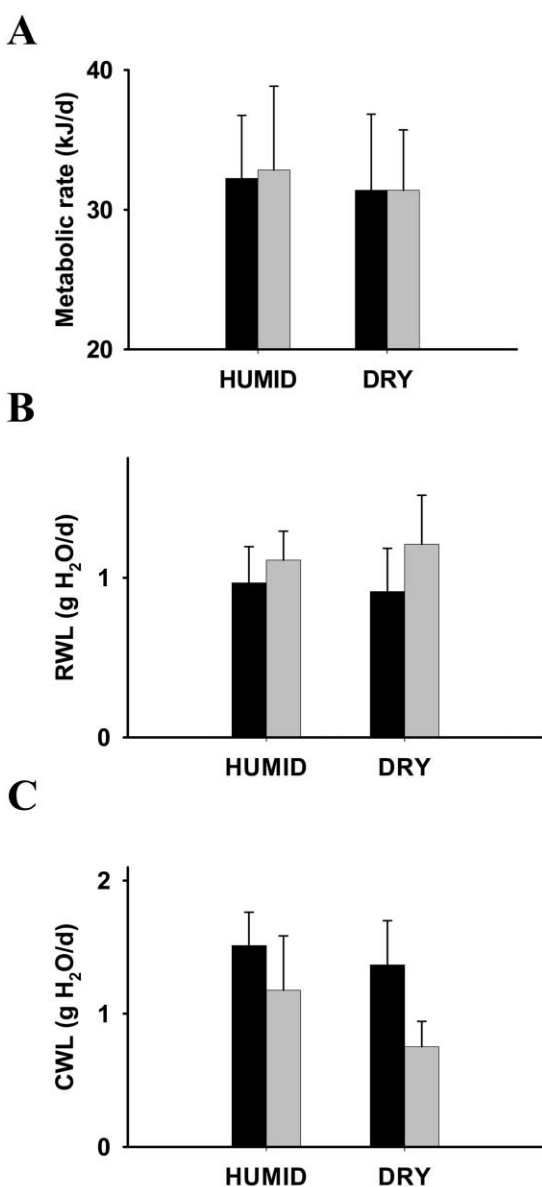 A
Metabolic rate (kJ/d)
40
30
20
HUMID DRY
B
RWL (g H₂O/d)
1
0
HUMID DRY
C
CWL (g H₂O/d)
2
1
0
HUMID DRY